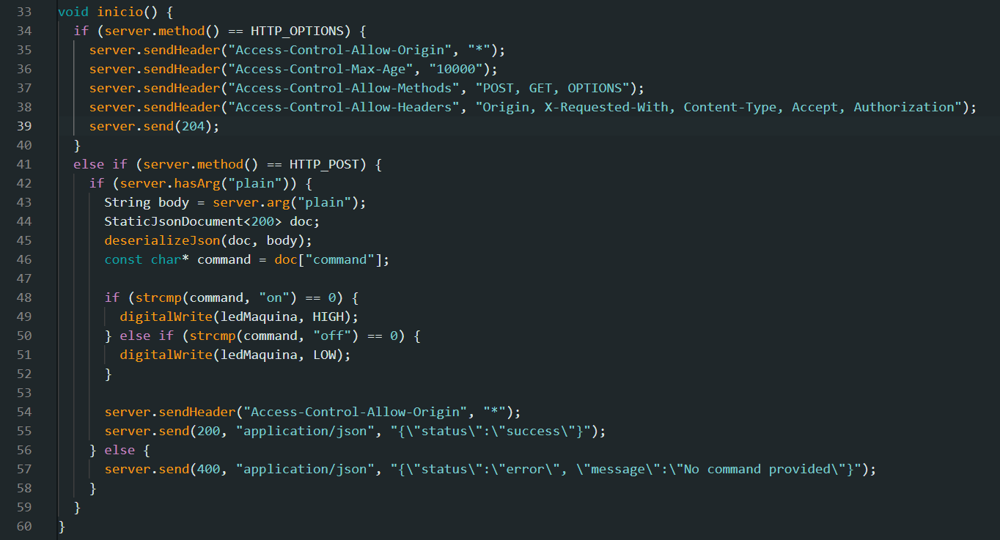 33 void inicio() {
34 if (server.method() == HTTP_OPTIONS) {
35 server.sendHeader("Access-Control-Allow-Origin", "*");
36 server.sendHeader("Access-Control-Max-Age", "10000");
37 server.sendHeader("Access-Control-Allow-Methods", "POST, GET, OPTIONS");
38 server.sendHeader("Access-Control-Allow-Headers", "Origin, X-Requested-With, Content-Type, Accept, Authorization");
39 server.send(204);
40 }
41 else if (server.method() == HTTP_POST) {
42 if (server.hasArg("plain")) {
43 String body = server.arg("plain");
44 StaticJsonDocument<200> doc;
45 deserializeJson(doc, body);
46 const char* command = doc["command"];
47
48 if (strcmp(command, "on") == 0) {
49 digitalWrite(ledMaquina, HIGH);
50 } else if (strcmp(command, "off") == 0) {
51 digitalWrite(ledMaquina, LOW);
52 }
53
54 server.sendHeader("Access-Control-Allow-Origin", "*");
55 server.send(200, "application/json", "{\"status\":\"success\"}");
56 } else {
57 server.send(400, "application/json", "{\"status\":\"error\", \"message\":\"No command provided\"}");
58 }
59 }
60 }